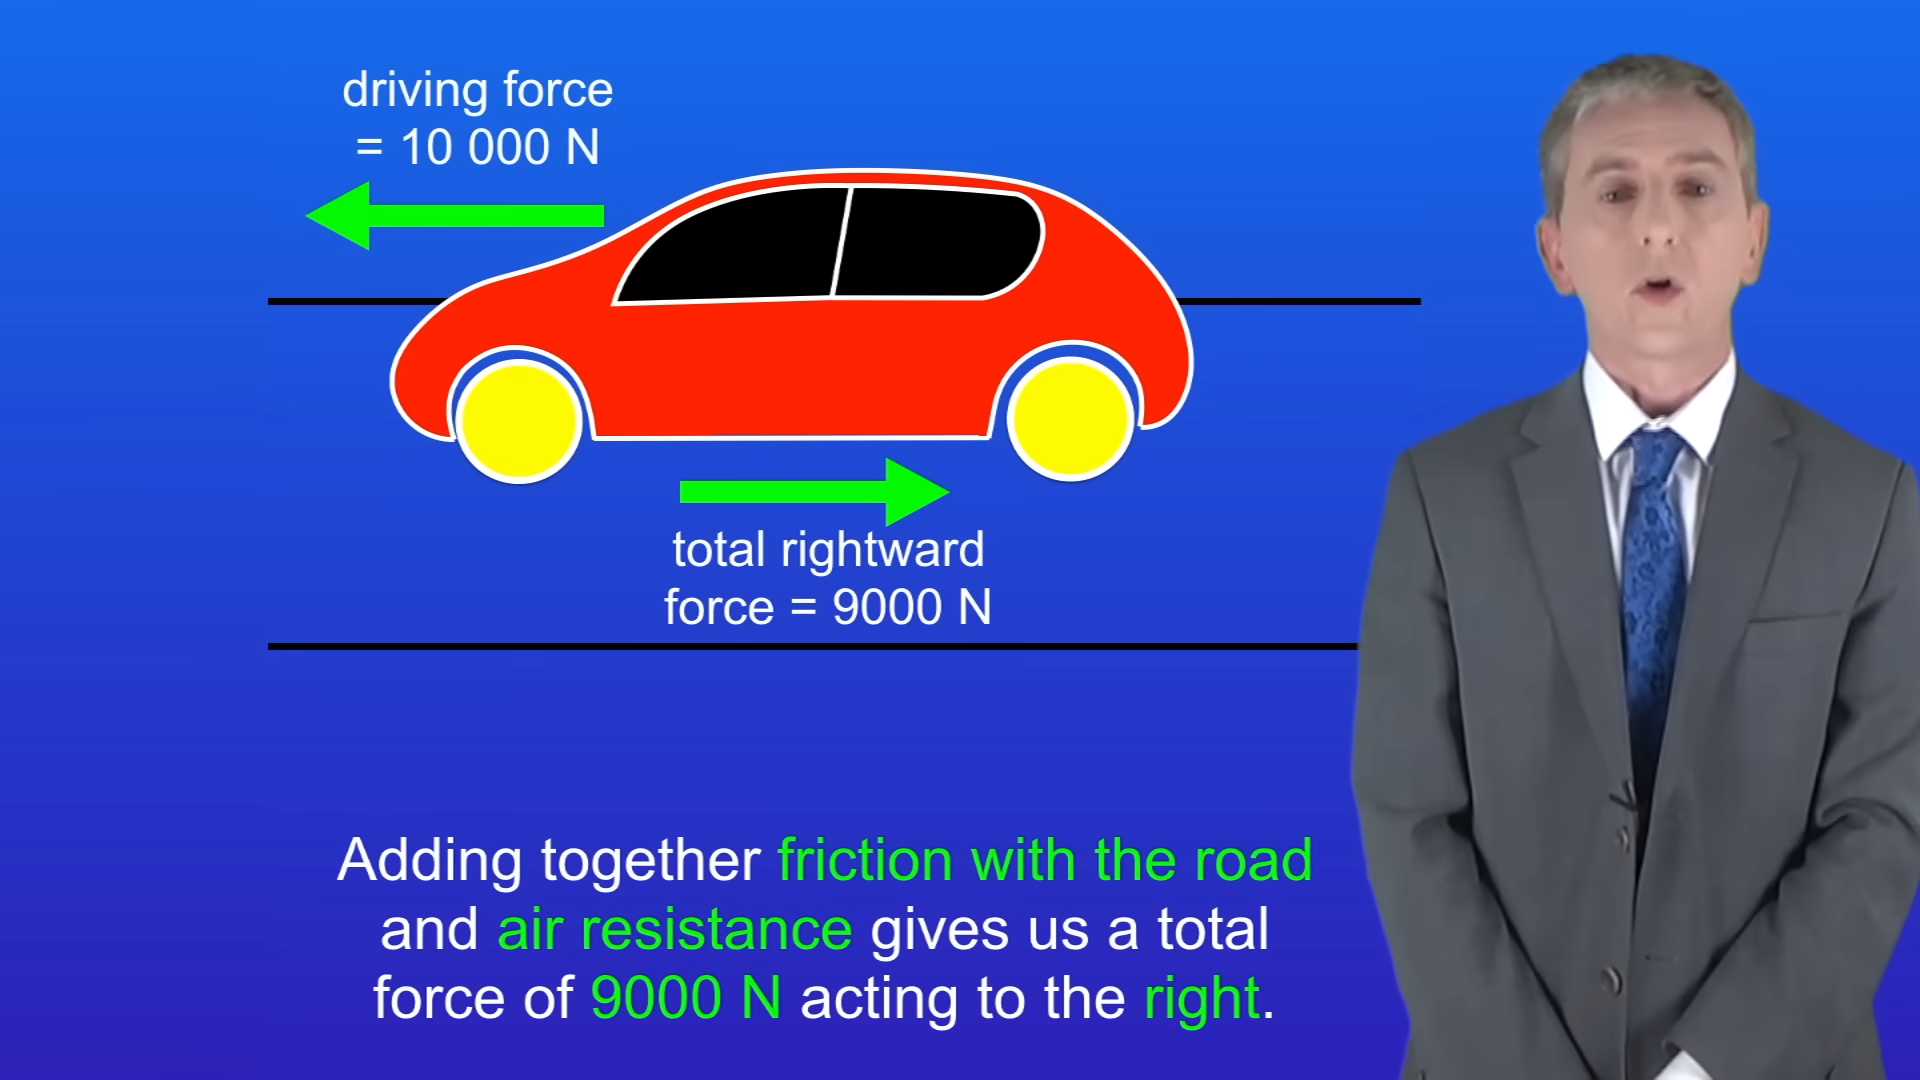 driving force
= 10 000 N
total rightward
force = 9000 N
Adding together friction with the road
and air resistance gives us a total
force of 9000 N acting to the right.